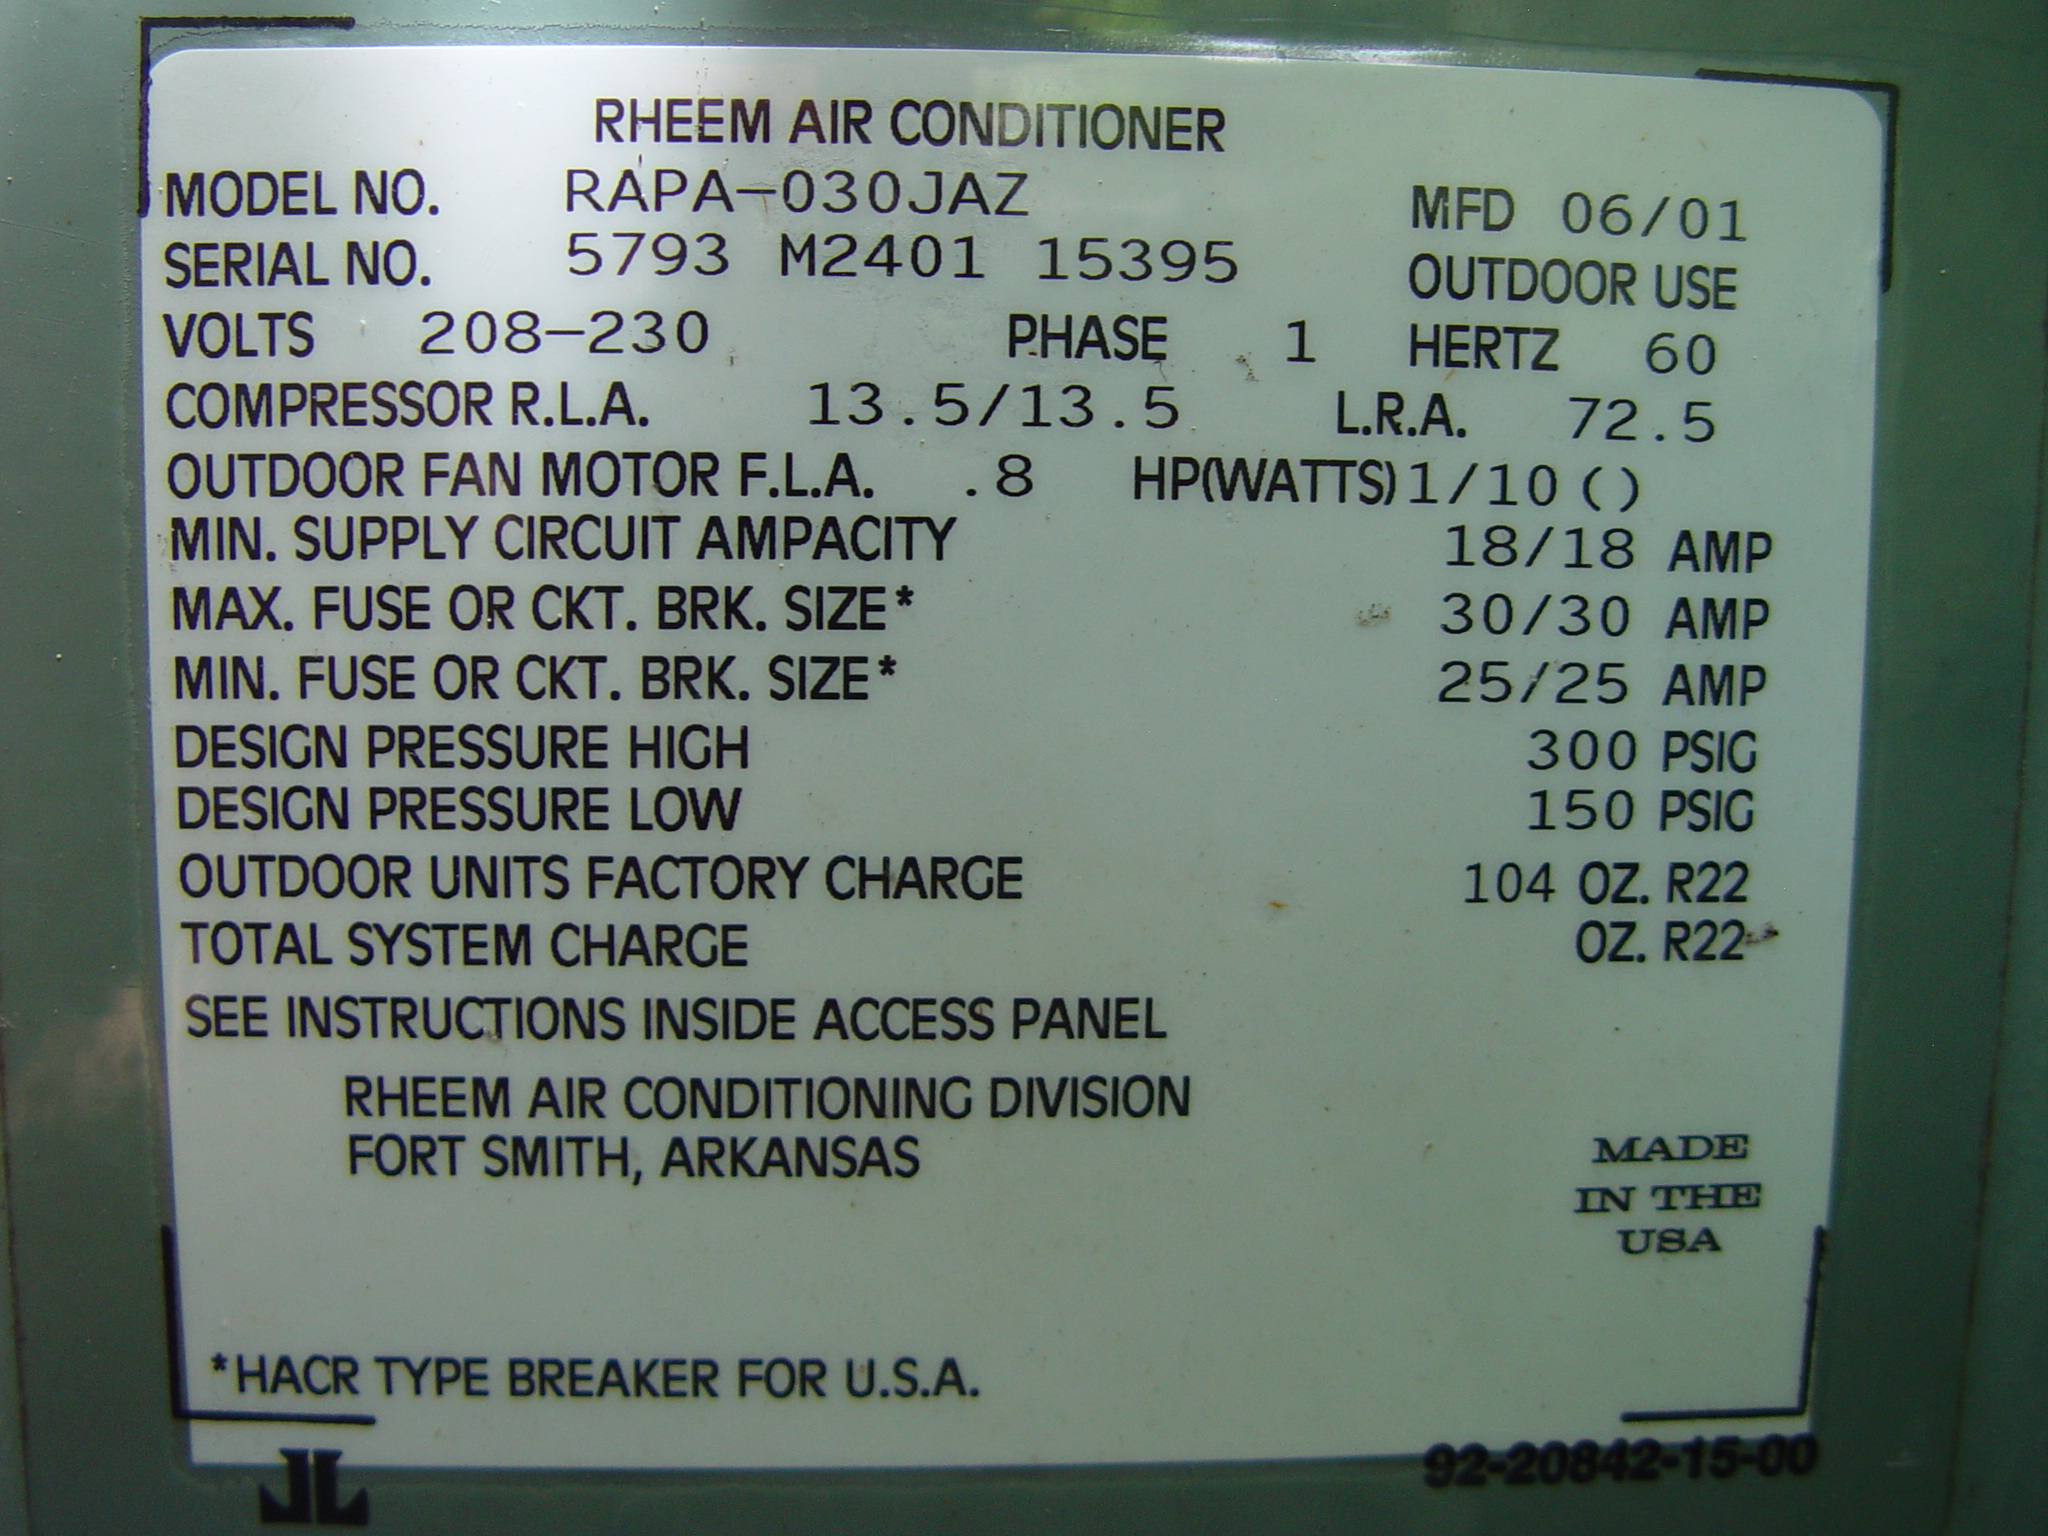 RHEEM AIR CONDITIONER
MODEL NO. RAPA-030JAZ MFD 06/01
SERIAL NO. 5793 M2401 15395 OUTDOOR USE
VOLTS 208-230 PHASE 1 HERTZ 60
COMPRESSOR R.L.A. 13.5/13.5 L.R.A. 72.5
OUTDOOR FAN MOTOR F.L.A. .8 HP(WATTS) 1/10 ()
MIN. SUPPLY CIRCUIT AMPACITY 18/18 AMP
MAX. FUSE OR CKT. BRK. SIZE* 30/30 AMP
MIN. FUSE OR CKT. BRK. SIZE* 25/25 AMP
DESIGN PRESSURE HIGH 300 PSIG
DESIGN PRESSURE LOW 150 PSIG
OUTDOOR UNITS FACTORY CHARGE 104 OZ. R22
TOTAL SYSTEM CHARGE OZ. R22
SEE INSTRUCTIONS INSIDE ACCESS PANEL
RHEEM AIR CONDITIONING DIVISION
FORT SMITH, ARKANSAS
MADE
IN THE
USA
*HACR TYPE BREAKER FOR U.S.A.
92-20842-15-00